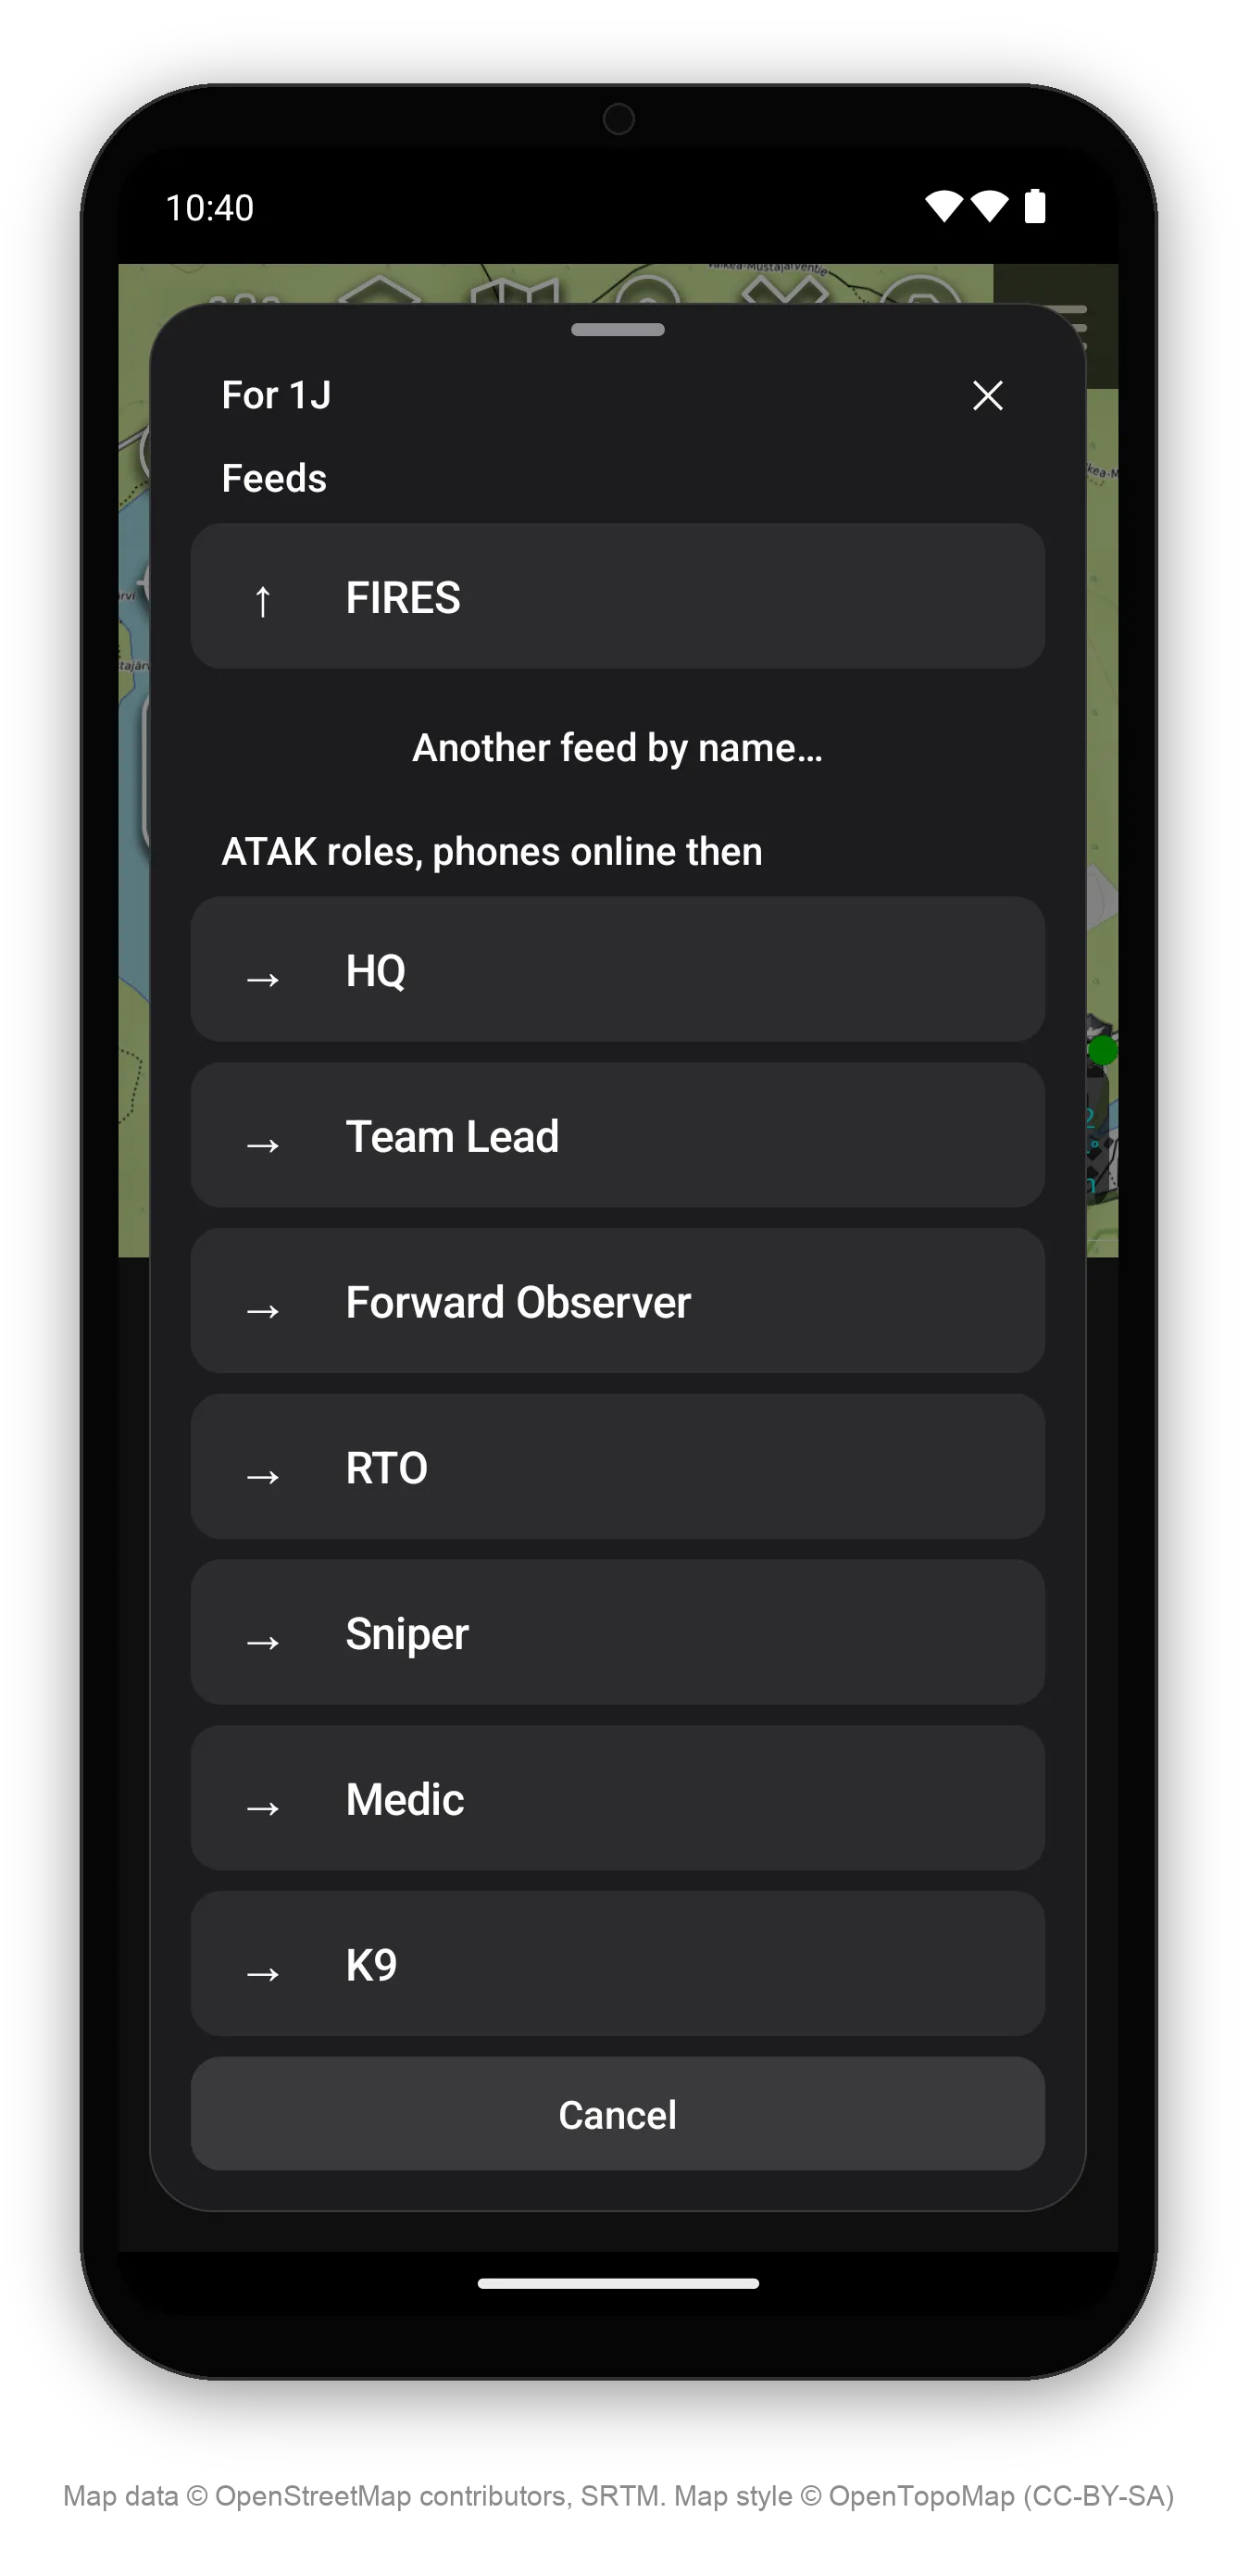 10:40
For 1J
Feeds
↑ FIRES
Another feed by name…
ATAK roles, phones online then
→ HQ
→ Team Lead
→ Forward Observer
→ RTO
→ Sniper
→ Medic
→ K9
Cancel
Map data © OpenStreetMap contributors, SRTM. Map style © OpenTopoMap (CC-BY-SA)